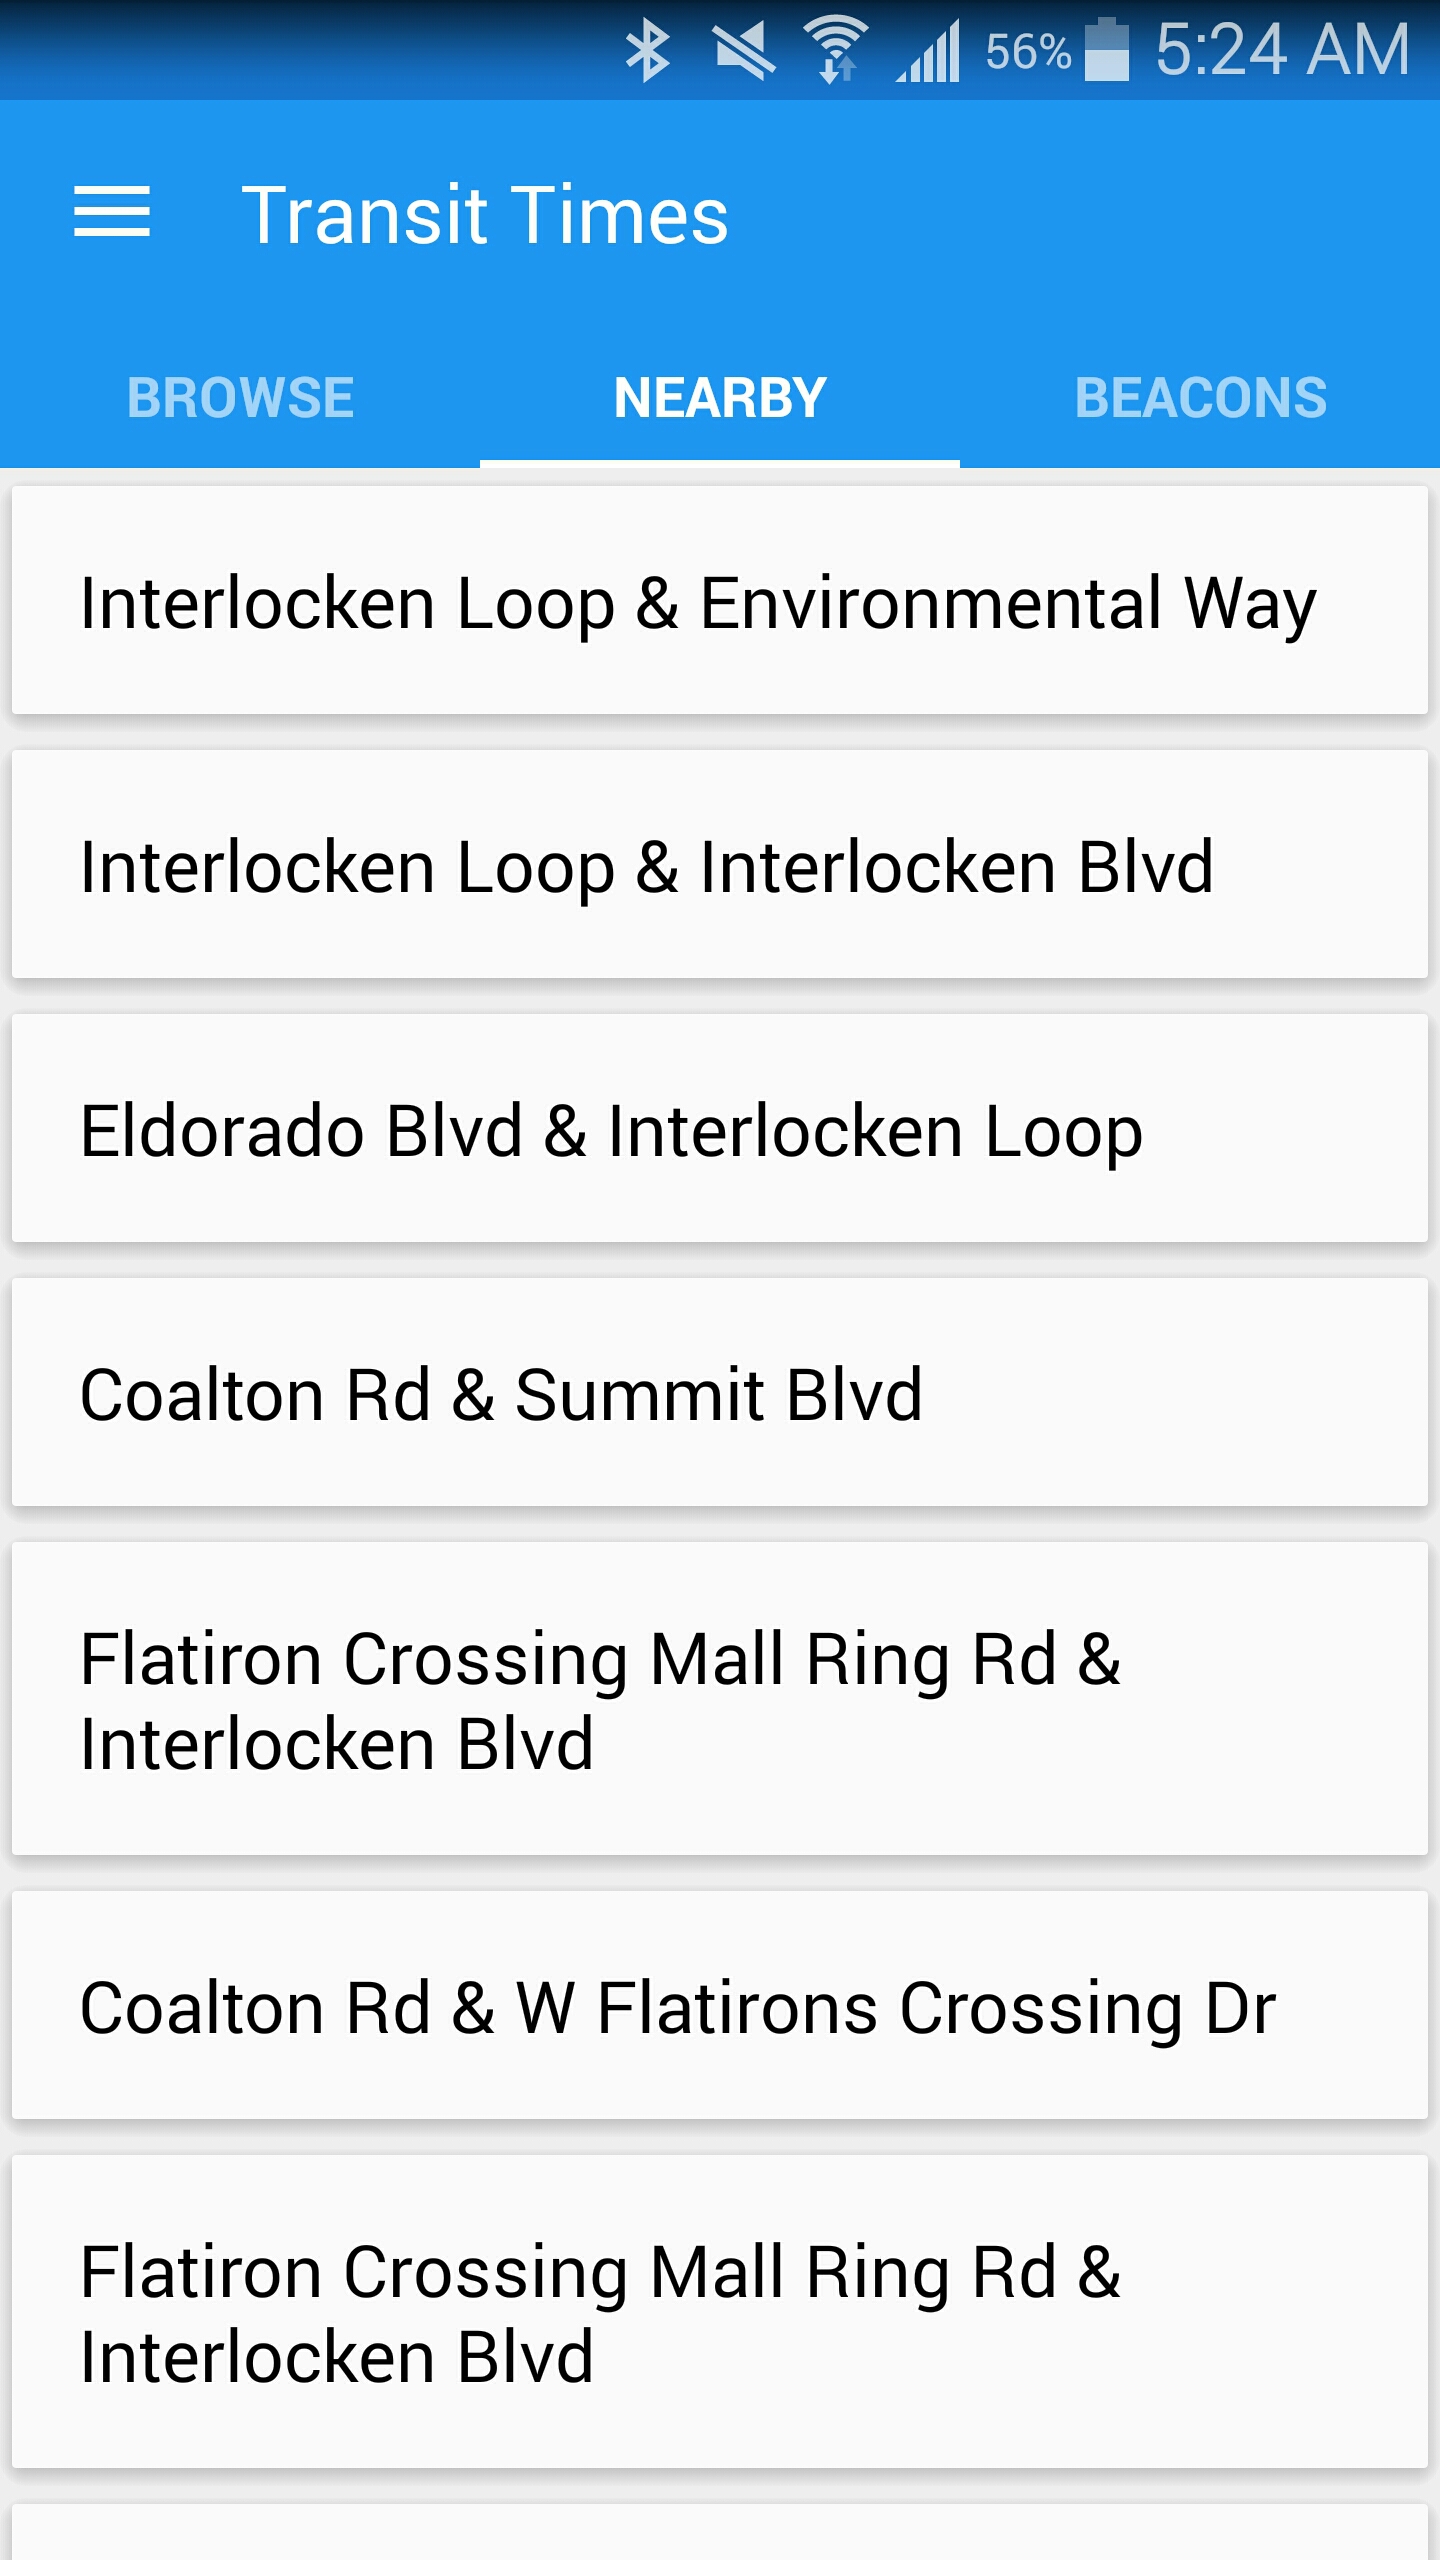 56% 5:24 AM
Transit Times
BROWSE NEARBY BEACONS
Interlocken Loop & Environmental Way
Interlocken Loop & Interlocken Blvd
Eldorado Blvd & Interlocken Loop
Coalton Rd & Summit Blvd
Flatiron Crossing Mall Ring Rd &
Interlocken Blvd
Coalton Rd & W Flatirons Crossing Dr
Flatiron Crossing Mall Ring Rd &
Interlocken Blvd